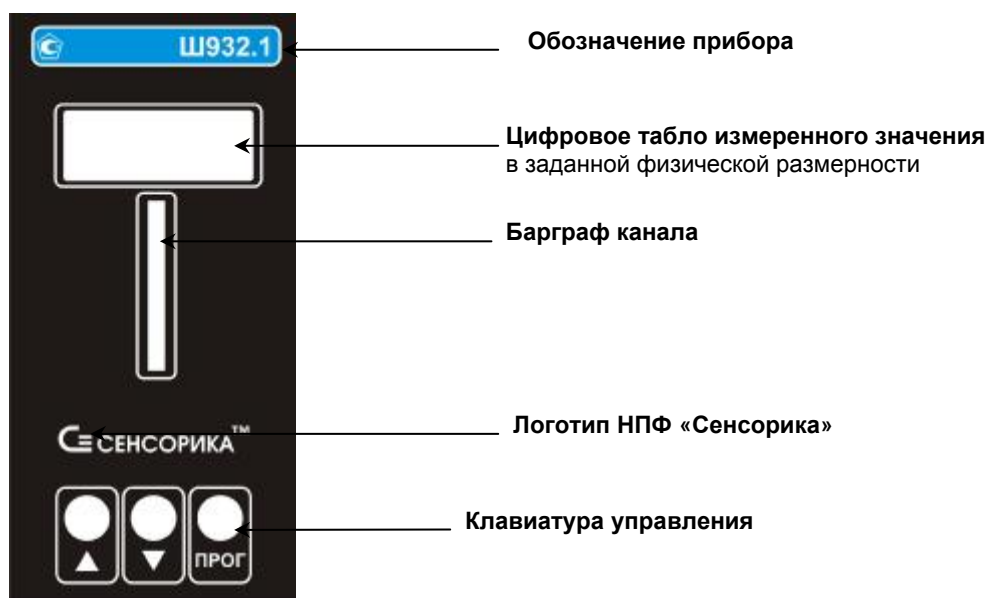 Ш932.1
Обозначение прибора
Цифровое табло измеренного значения
в заданной физической размерности
Барграф канала
СЕНСОРИКА™
Логотип НПФ «Сенсорика»
Клавиатура управления
ПРОГ